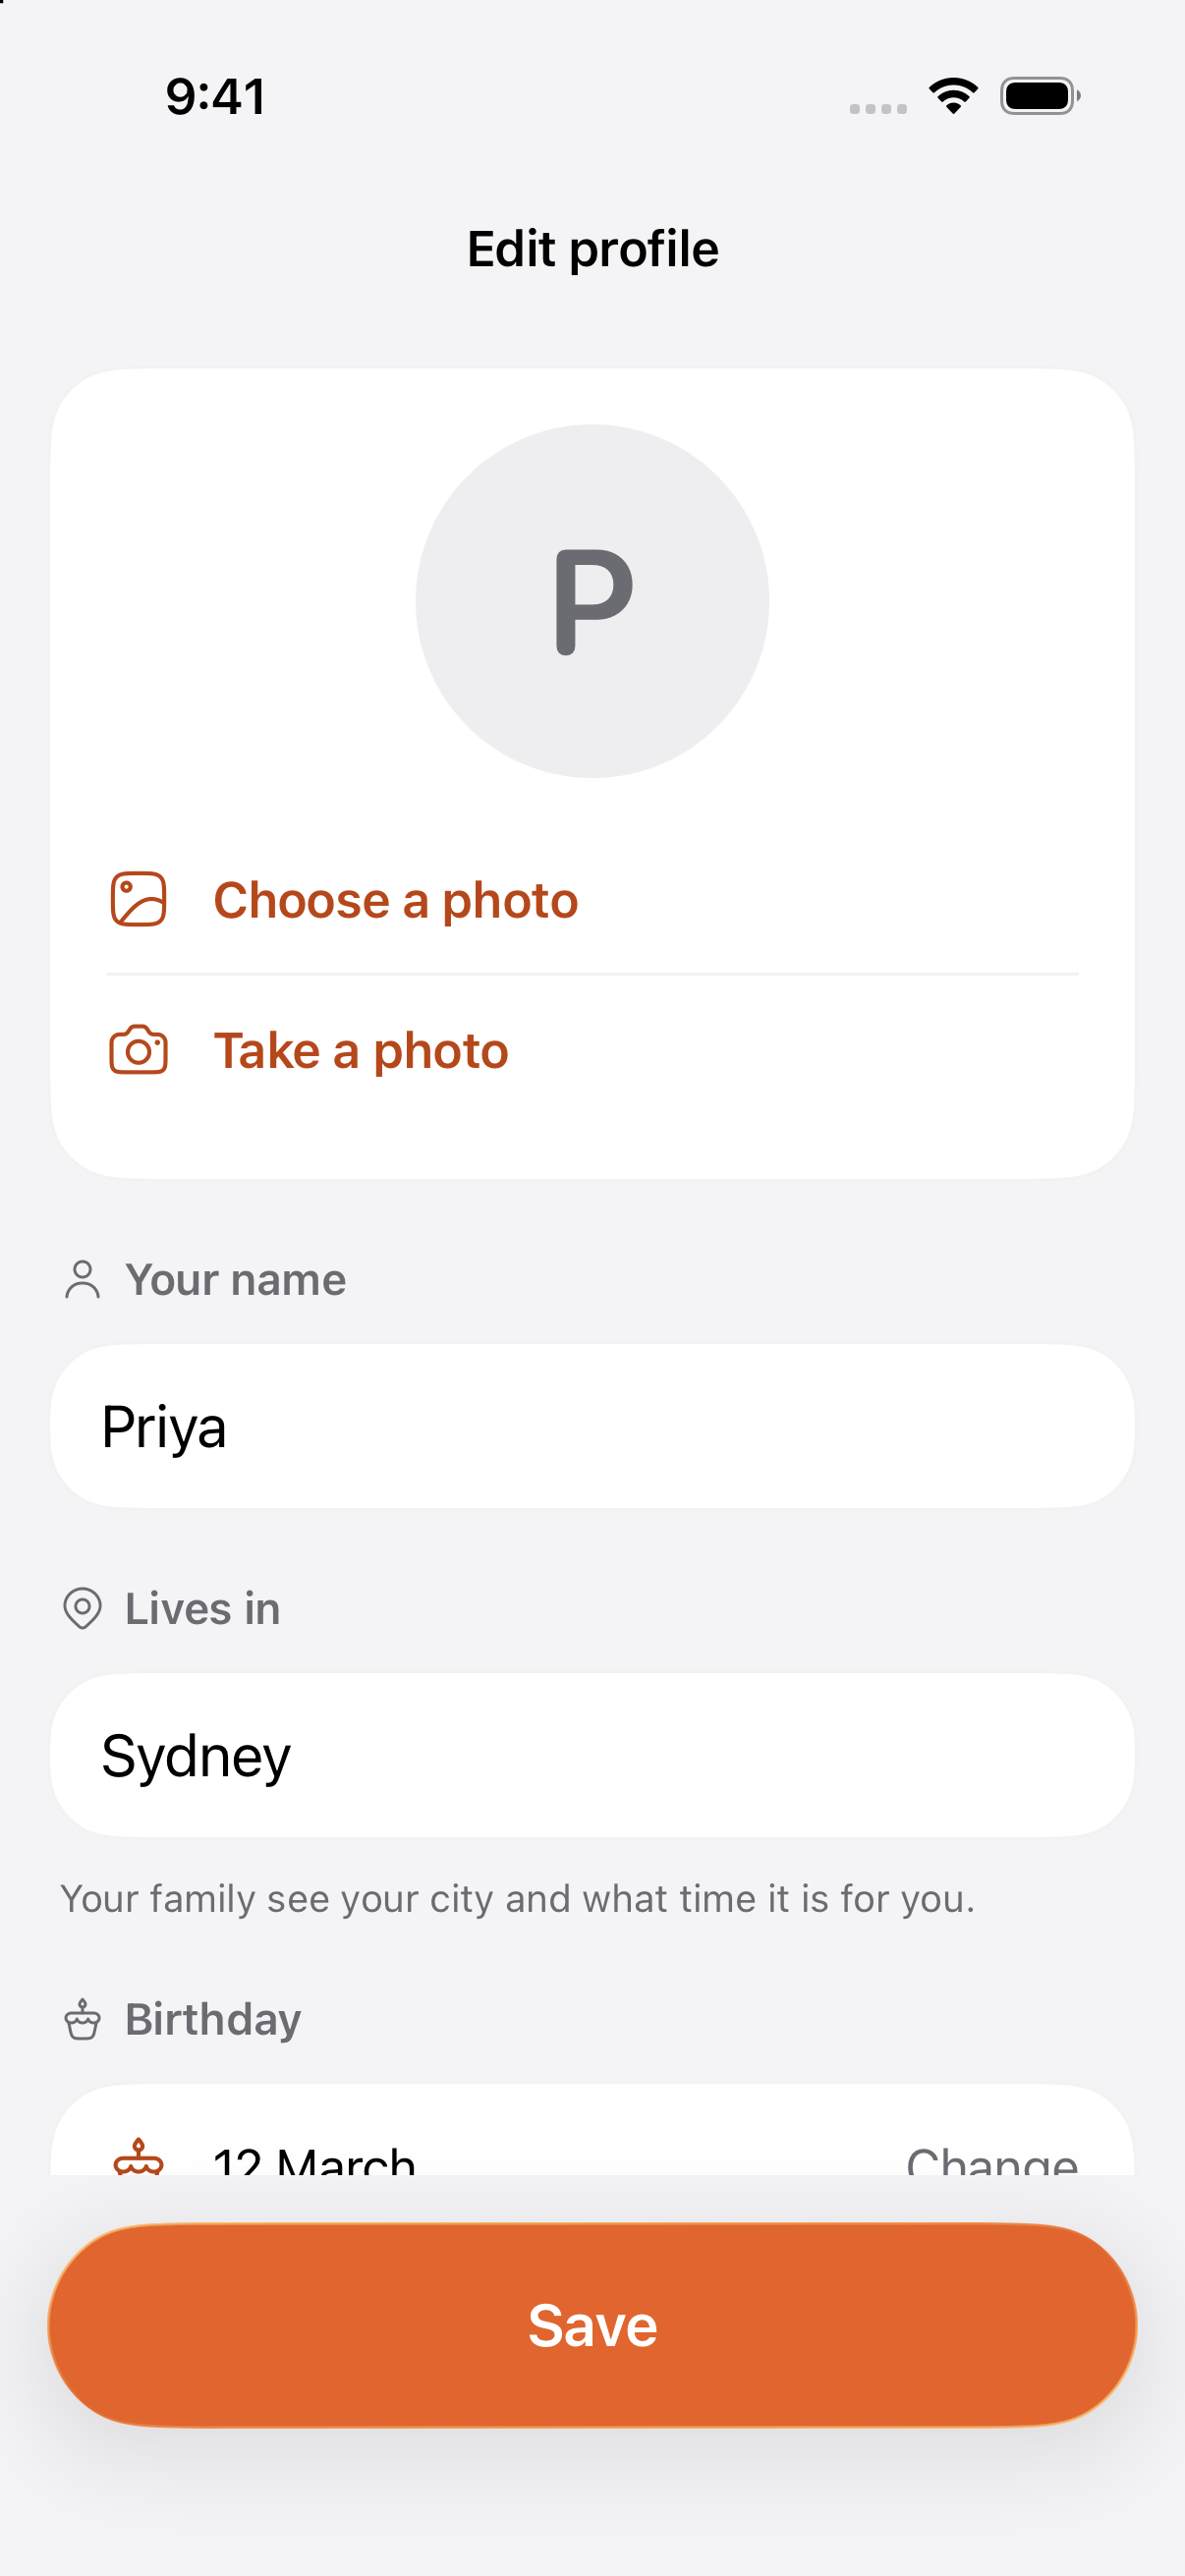 9:41
Edit profile
P
Choose a photo
Take a photo
Your name
Priya
Lives in
Sydney
Your family see your city and what time it is for you.
Birthday
12 March Change
Save